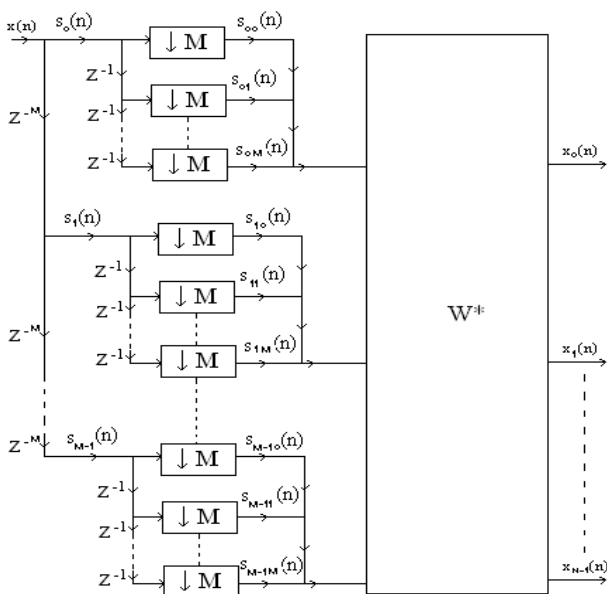 x(n) s₀(n) ↓ M s₀₀(n)
Z⁻¹
↓ M s₀₁(n)
Z⁻ᴹ Z⁻¹
Z⁻¹ ↓ M s₀M(n) x₀(n)
s₁(n) ↓ M s₁₀(n)
Z⁻¹
↓ M s₁₁(n)
W*
Z⁻ᴹ Z⁻¹
Z⁻¹ ↓ M s₁M(n) x₁(n)
Z⁻ᴹ sM-1(n) ↓ M sM-10(n)
Z⁻¹
↓ M sM-11(n)
Z⁻¹
Z⁻¹ ↓ M sM-1M(n) xN-1(n)